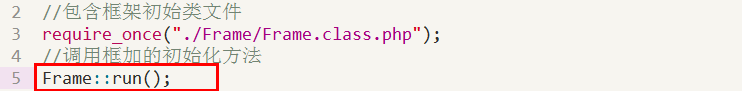 2 //包含框架初始类文件
3 require_once("./Frame/Frame.class.php");
4 //调用框加的初始化方法
5 Frame::run();